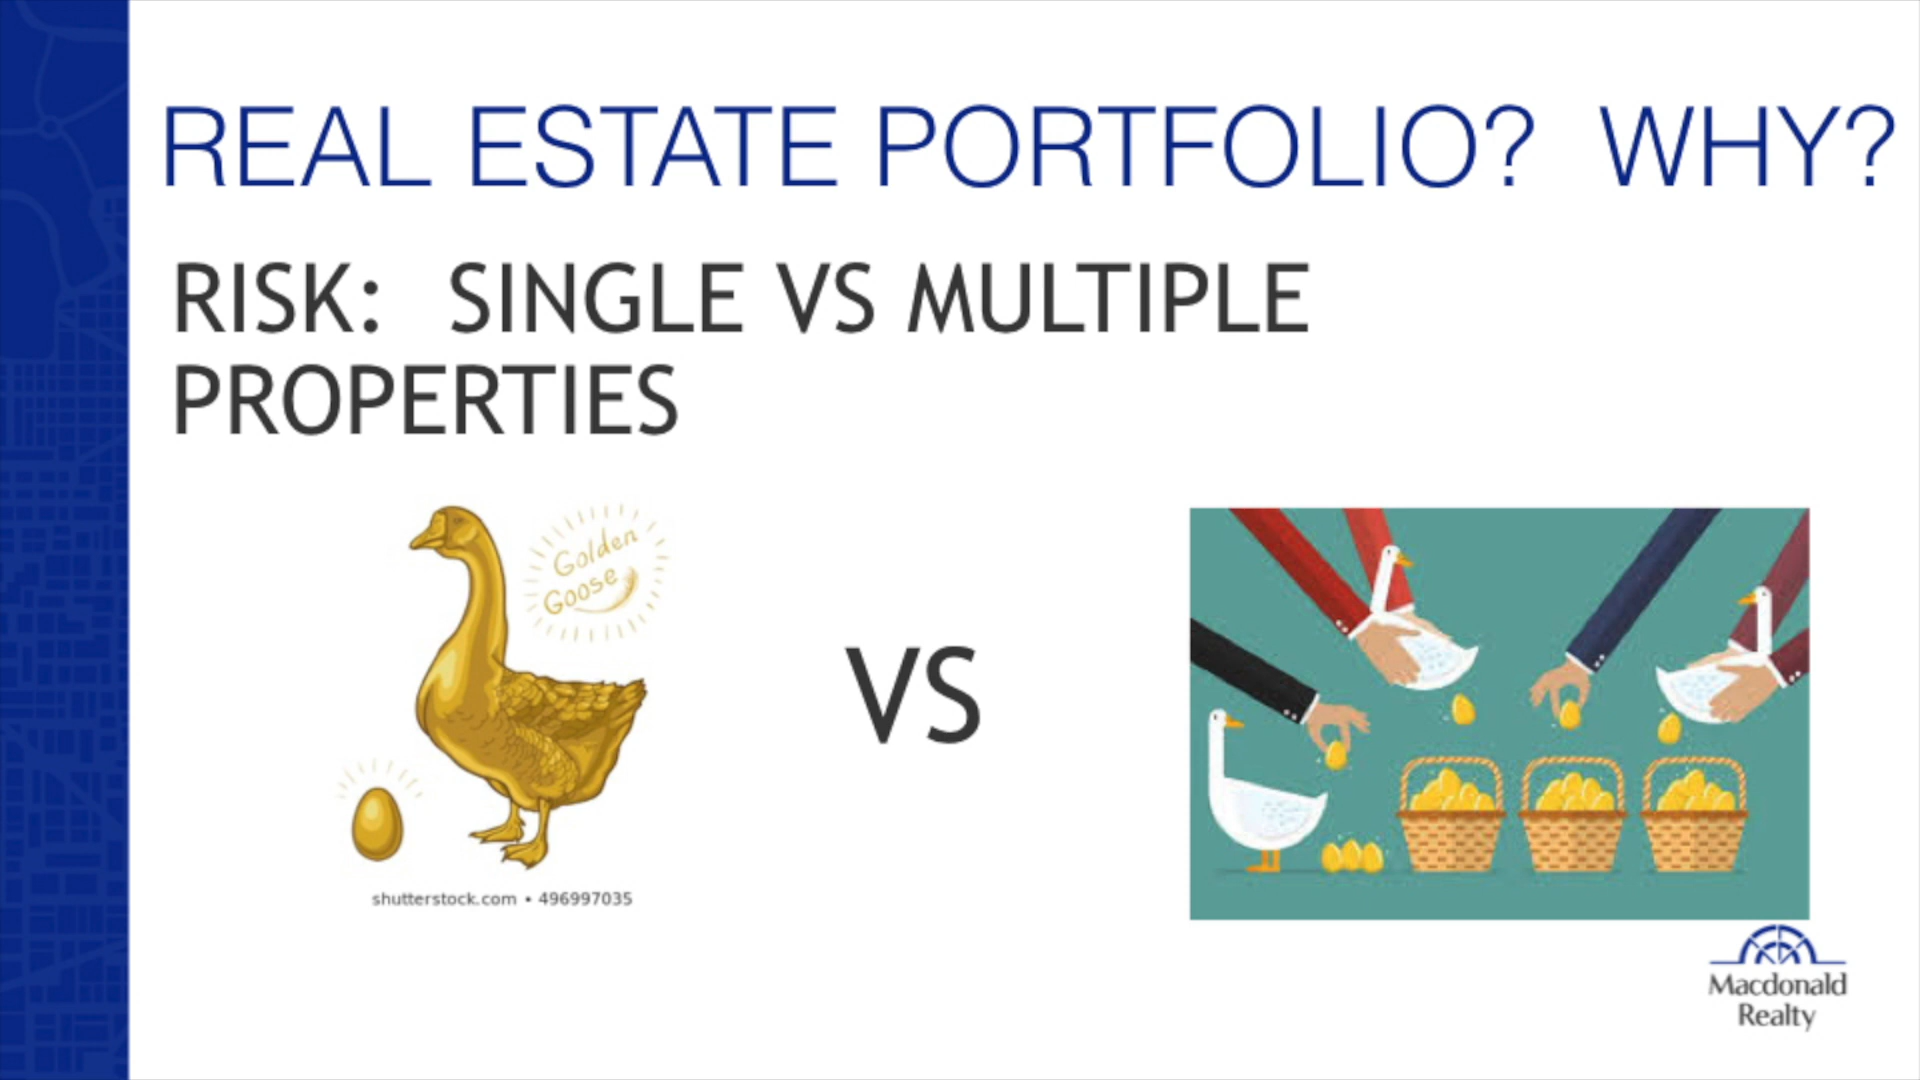 REAL ESTATE PORTFOLIO? WHY?
RISK: SINGLE VS MULTIPLE
PROPERTIES
Golden
Goose
VS
shutterstock.com • 496997035
Macdonald
Realty